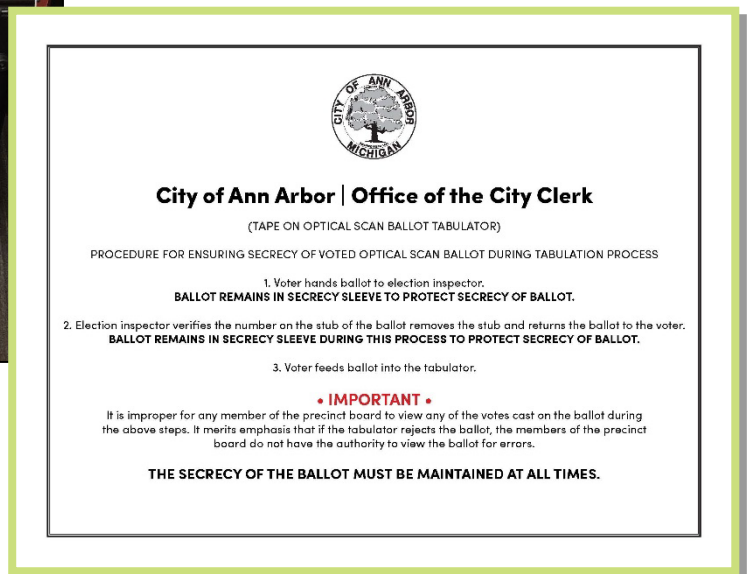 CITY OF ANN ARBOR
MICHIGAN
City of Ann Arbor | Office of the City Clerk
(TAPE ON OPTICAL SCAN BALLOT TABULATOR)
PROCEDURE FOR ENSURING SECRECY OF VOTED OPTICAL SCAN BALLOT DURING TABULATION PROCESS
1. Voter hands ballot to election inspector.
BALLOT REMAINS IN SECRECY SLEEVE TO PROTECT SECRECY OF BALLOT.
2. Election inspector verifies the number on the stub of the ballot removes the stub and returns the ballot to the voter.
BALLOT REMAINS IN SECRECY SLEEVE DURING THIS PROCESS TO PROTECT SECRECY OF BALLOT.
3. Voter feeds ballot into the tabulator.
• IMPORTANT •
It is improper for any member of the precinct board to view any of the votes cast on the ballot during
the above steps. It merits emphasis that if the tabulator rejects the ballot, the members of the precinct
board do not have the authority to view the ballot for errors.
THE SECRECY OF THE BALLOT MUST BE MAINTAINED AT ALL TIMES.